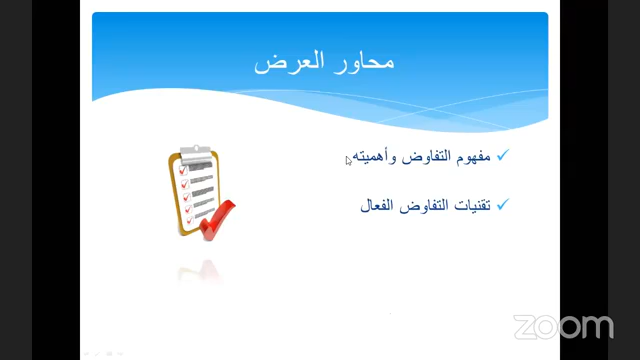 محاور العرض
مفهوم التفاوض وأهميته
تقنيات التفاوض الفعال
zoom